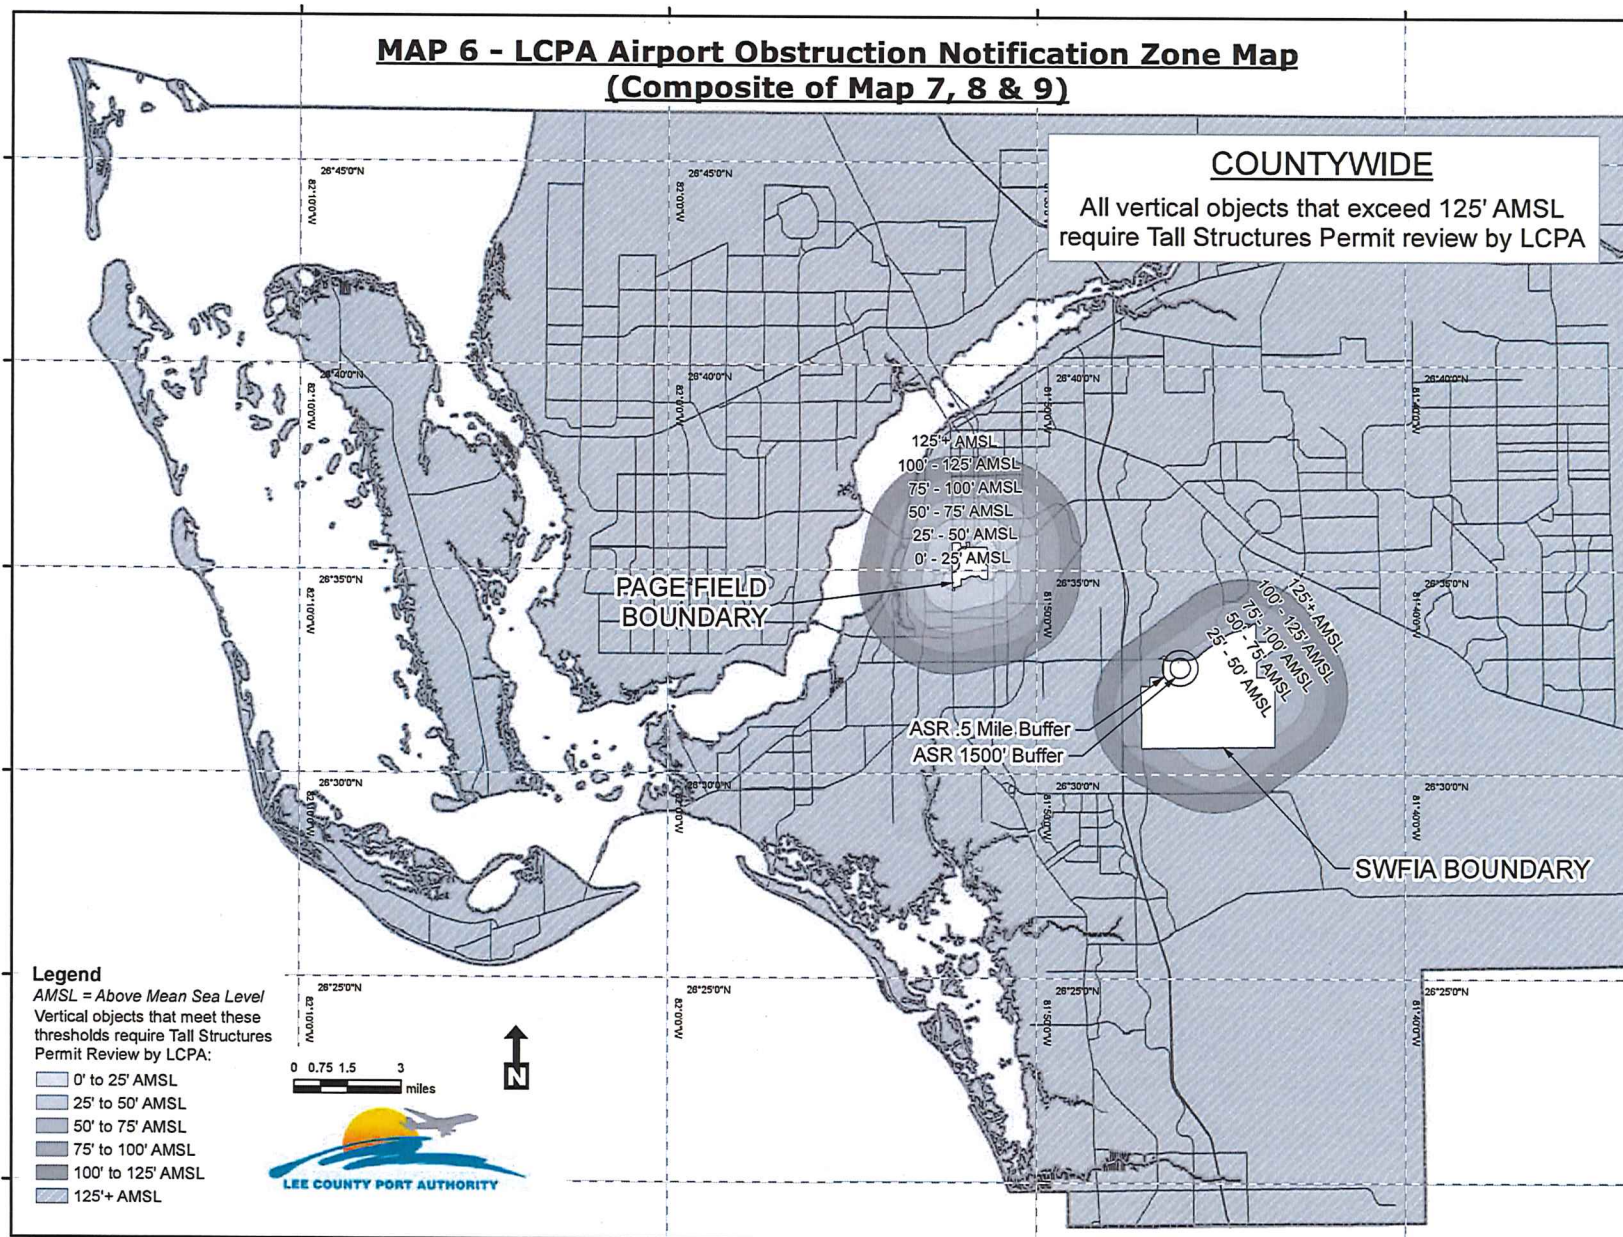 MAP 6 - LCPA Airport Obstruction Notification Zone Map
(Composite of Map 7, 8 & 9)
COUNTYWIDE
All vertical objects that exceed 125' AMSL
require Tall Structures Permit review by LCPA
26°45'0"N
26°45'0"N
82°10'0"W
82°0'0"W
26°40'0"N
26°40'0"N
26°40'0"N
26°40'0"N
82°10'0"W
82°0'0"W
81°50'0"W
81°40'0"W
125'+ AMSL
100' - 125' AMSL
75' - 100' AMSL
50' - 75' AMSL
25' - 50' AMSL
0' - 25' AMSL
PAGE FIELD
BOUNDARY
26°35'0"N
26°35'0"N
26°35'0"N
82°10'0"W
81°50'0"W
81°40'0"W
125'+ AMSL
100' - 125' AMSL
75' - 100' AMSL
50' - 75' AMSL
25' - 50' AMSL
ASR .5 Mile Buffer
ASR 1500' Buffer
26°30'0"N
26°30'0"N
26°30'0"N
26°30'0"N
82°10'0"W
82°0'0"W
81°50'0"W
81°40'0"W
SWFIA BOUNDARY
26°25'0"N
26°25'0"N
26°25'0"N
26°25'0"N
82°10'0"W
82°0'0"W
81°50'0"W
81°40'0"W
Legend
AMSL = Above Mean Sea Level
Vertical objects that meet these
thresholds require Tall Structures
Permit Review by LCPA:
0' to 25' AMSL
25' to 50' AMSL
50' to 75' AMSL
75' to 100' AMSL
100' to 125' AMSL
125'+ AMSL
0 0.75 1.5 3
miles
N
LEE COUNTY PORT AUTHORITY